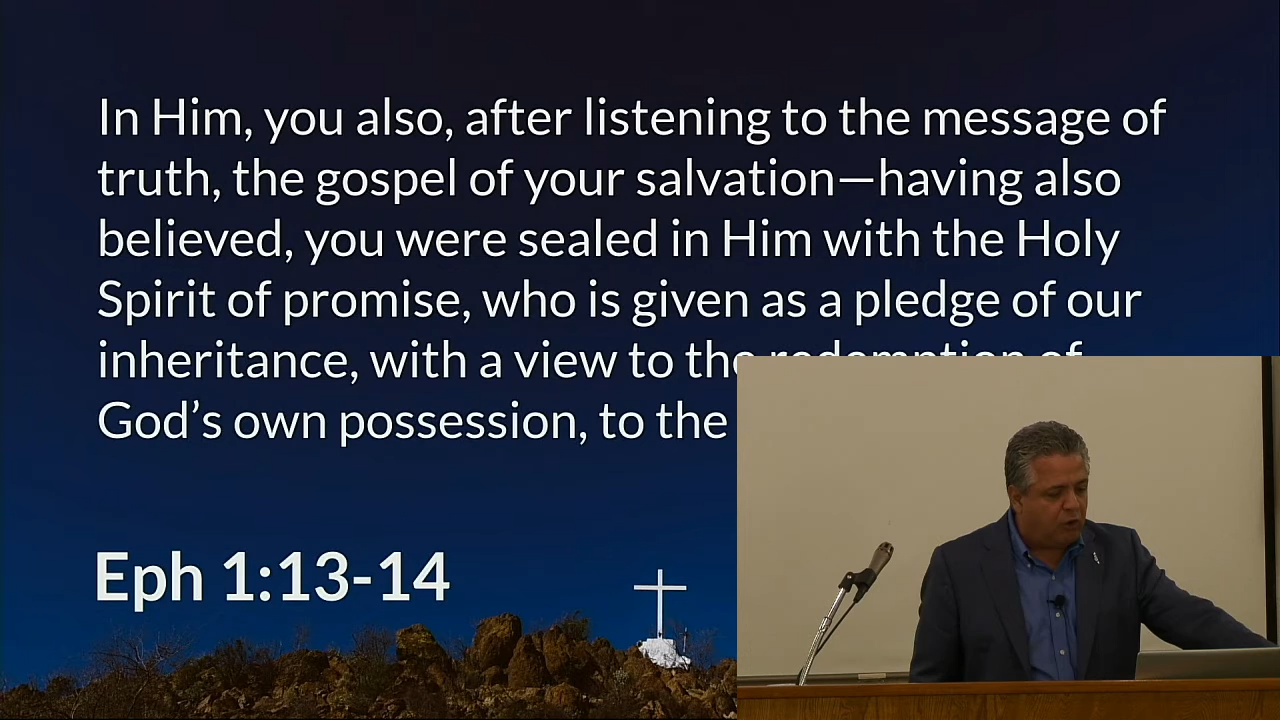 In Him, you also, after listening to the message of
truth, the gospel of your salvation—having also
believed, you were sealed in Him with the Holy
Spirit of promise, who is given as a pledge of our
inheritance, with a view to the redemption of
God’s own possession, to the
Eph 1:13-14